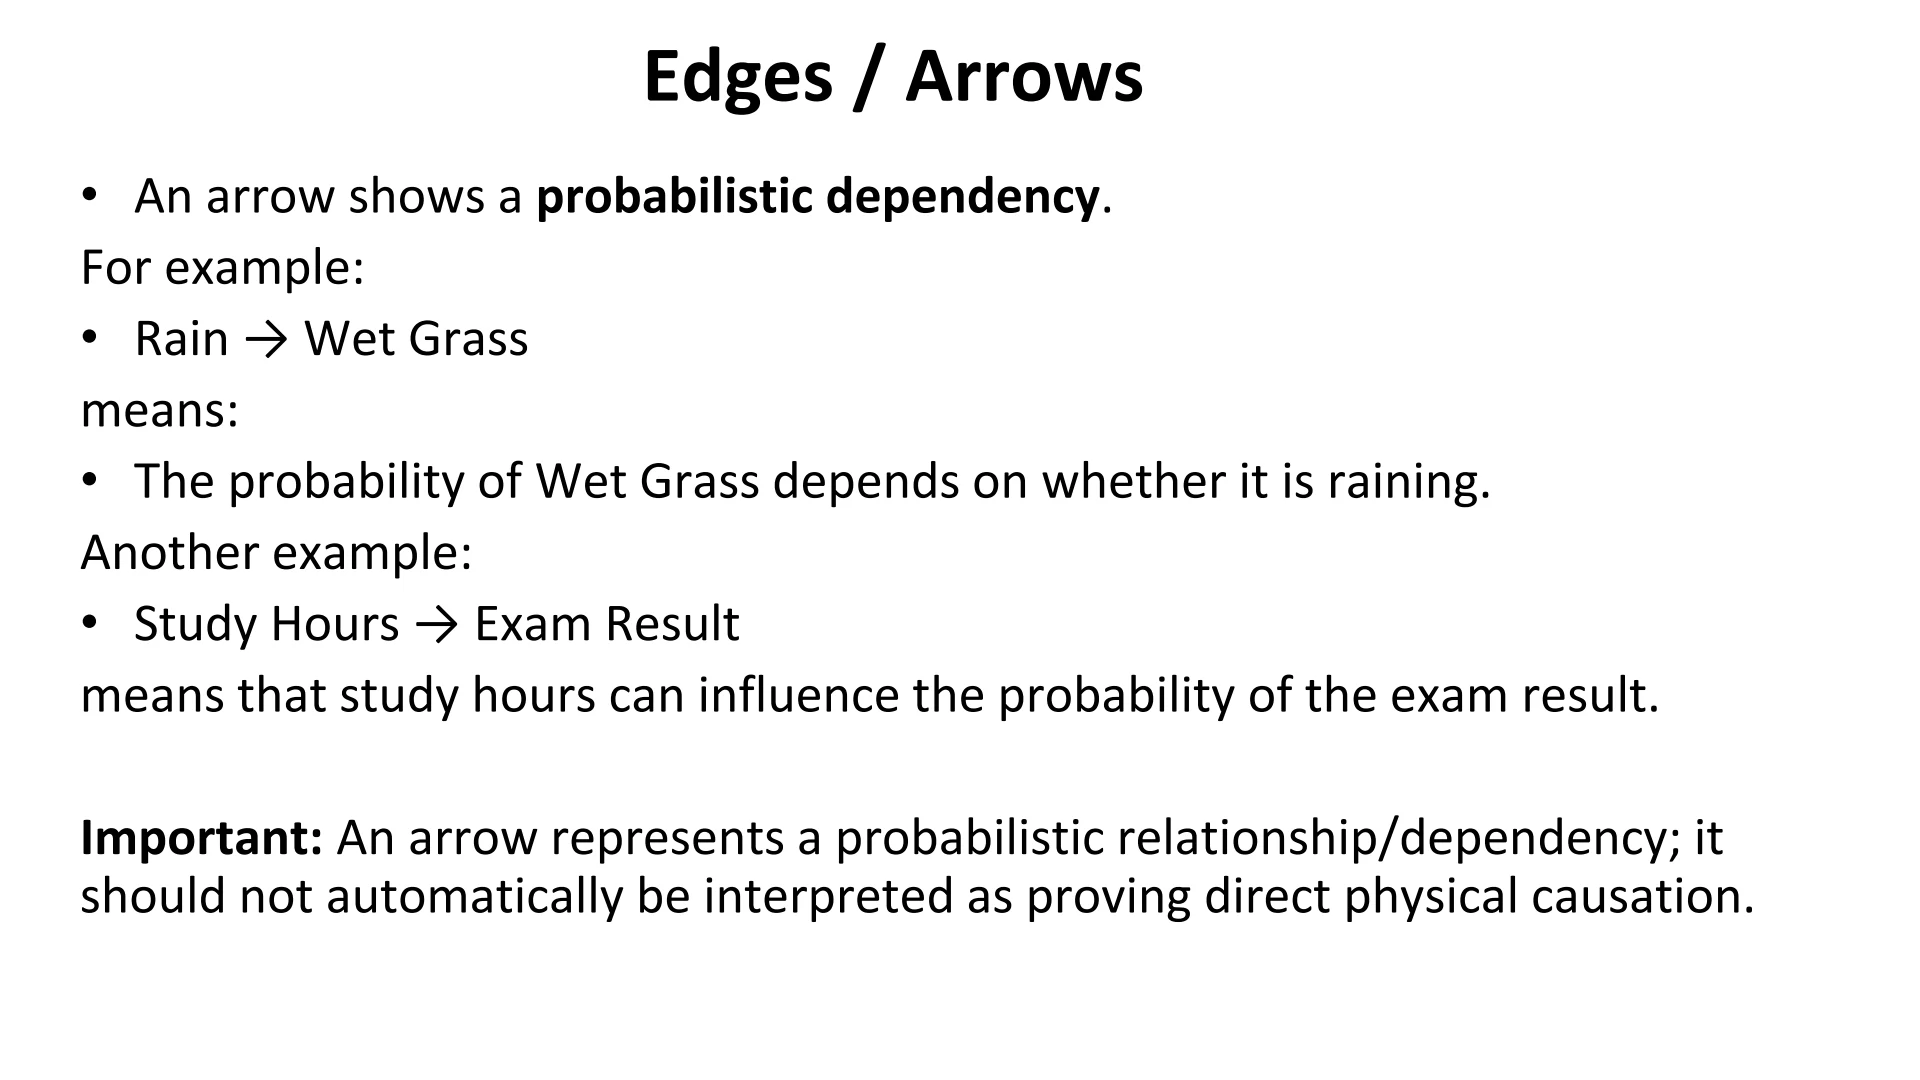 Edges / Arrows
• An arrow shows a probabilistic dependency.
For example:
• Rain → Wet Grass
means:
• The probability of Wet Grass depends on whether it is raining.
Another example:
• Study Hours → Exam Result
means that study hours can influence the probability of the exam result.
Important: An arrow represents a probabilistic relationship/dependency; it
should not automatically be interpreted as proving direct physical causation.